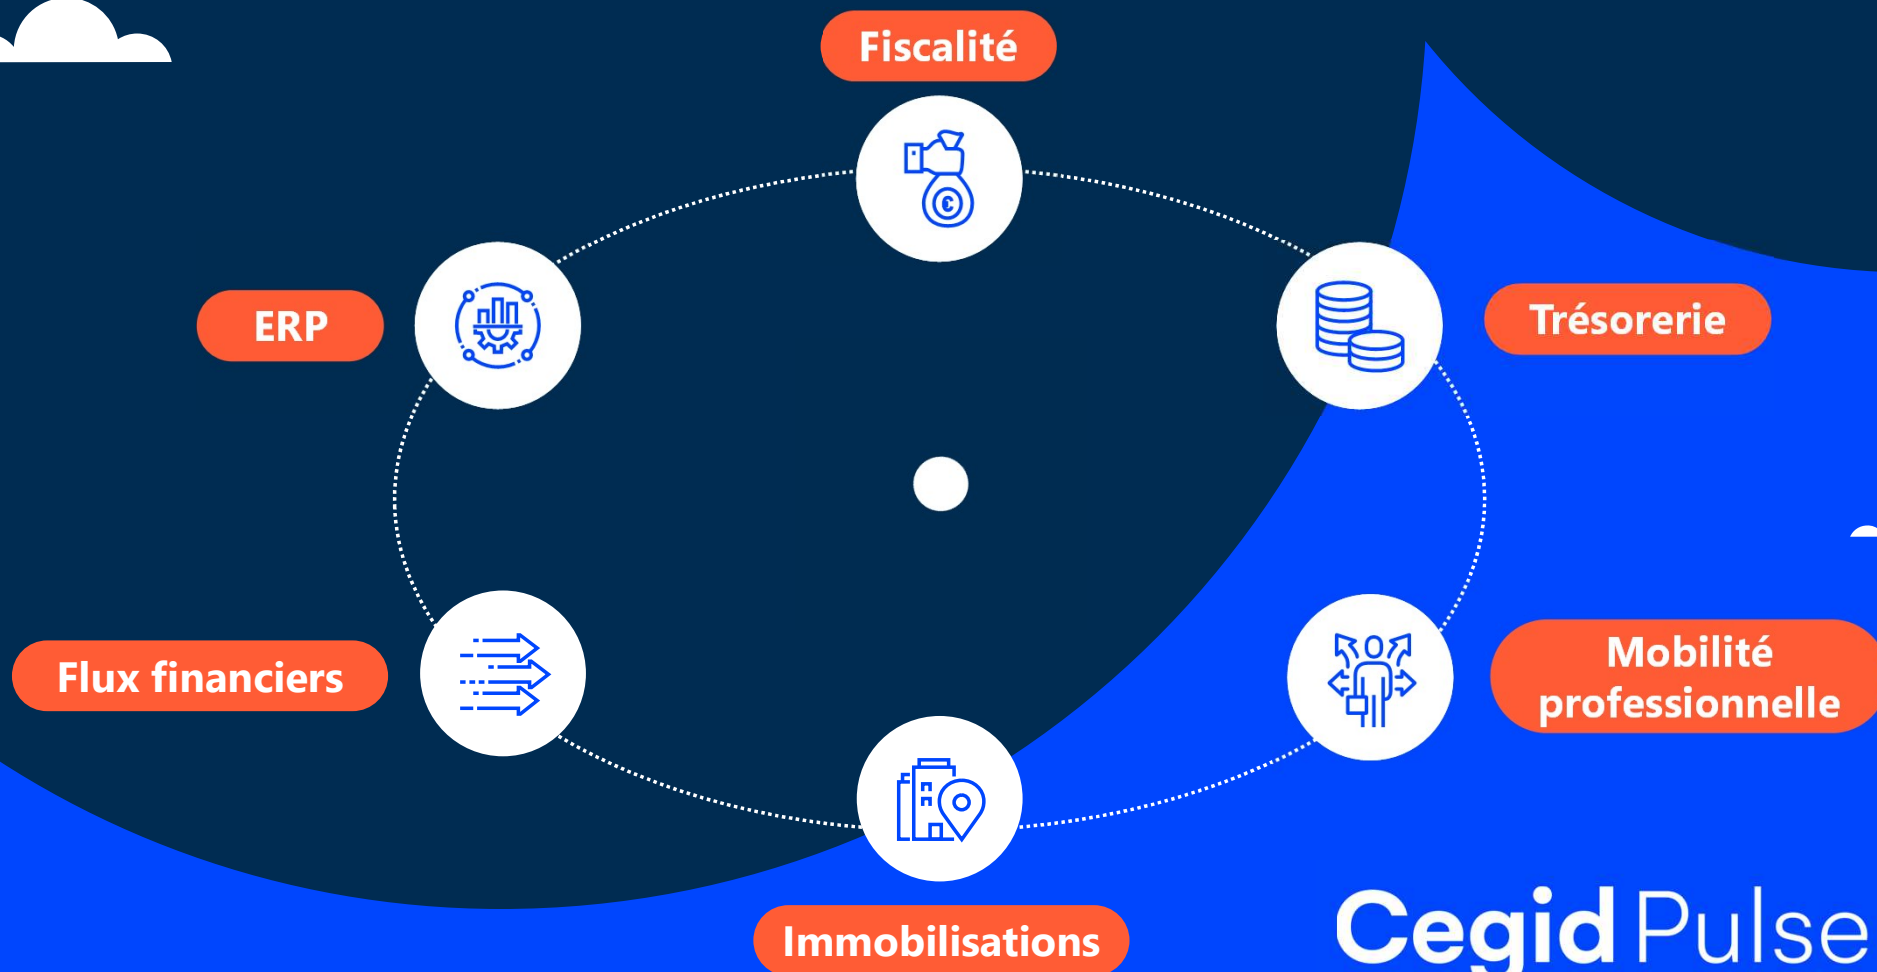 Fiscalité
ERP
Trésorerie
Flux financiers
Mobilité
professionnelle
Immobilisations
Cegid Pulse